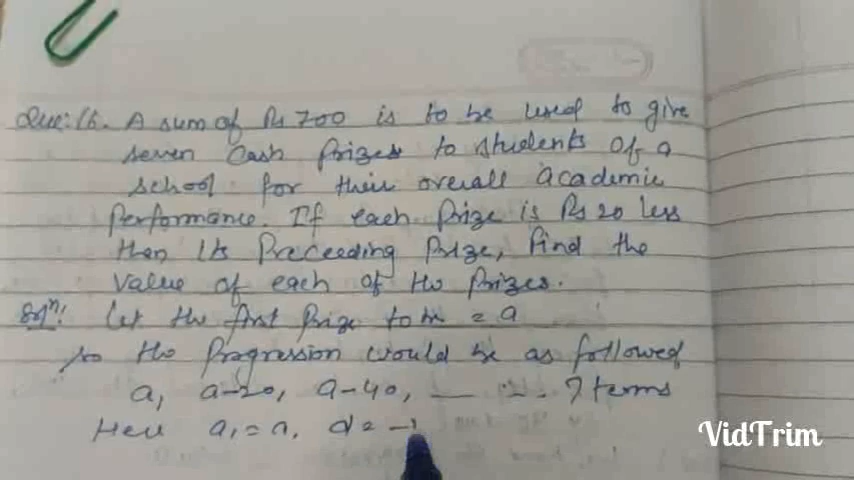 Que: 16. A sum of Rs 700 is to be used to give
seven cash prizes to students of a
school for their overall academic
performance. If each prize is Rs 20 less
then its preceeding prize, find the
value of each of the prizes.
Solⁿ: Let the first prize to be = a
so the progression would be as followed
a, a-20, a-40, — .. . 7 terms
Here a₁ = a, d = -
VidTrim